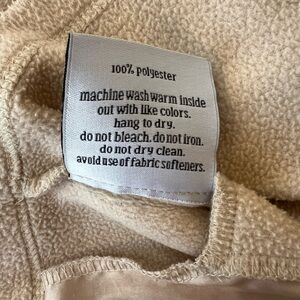 100% polyester
machine wash warm inside
out with like colors.
hang to dry.
do not bleach. do not iron.
do not dry clean.
avoid use of fabric softeners.